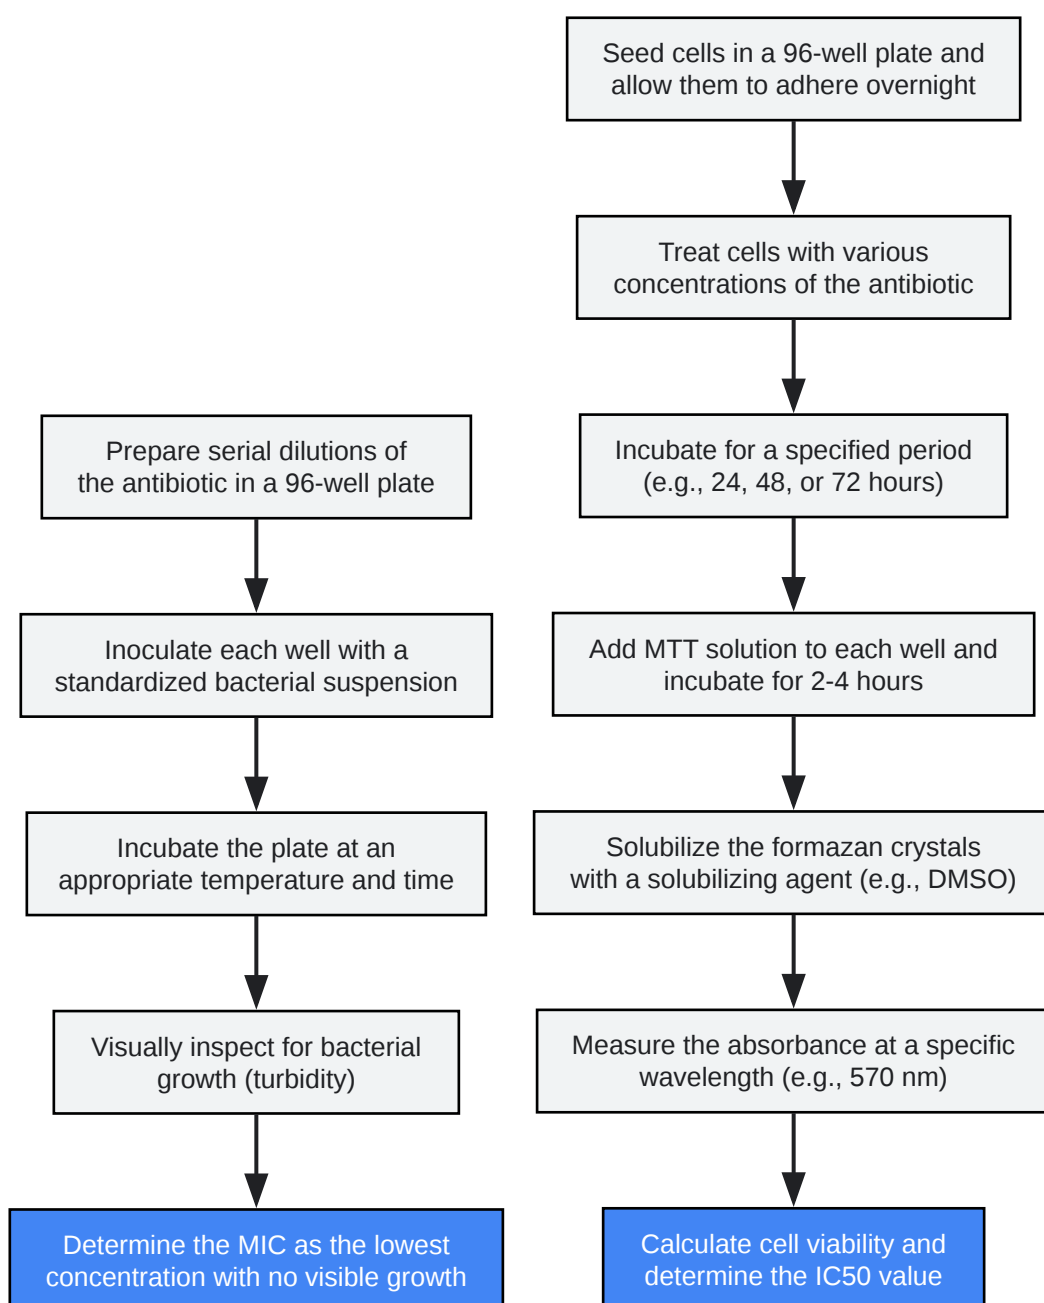 Prepare serial dilutions of
the antibiotic in a 96-well plate
Inoculate each well with a
standardized bacterial suspension
Incubate the plate at an
appropriate temperature and time
Visually inspect for bacterial
growth (turbidity)
Determine the MIC as the lowest
concentration with no visible growth
Seed cells in a 96-well plate and
allow them to adhere overnight
Treat cells with various
concentrations of the antibiotic
Incubate for a specified period
(e.g., 24, 48, or 72 hours)
Add MTT solution to each well and
incubate for 2-4 hours
Solubilize the formazan crystals
with a solubilizing agent (e.g., DMSO)
Measure the absorbance at a specific
wavelength (e.g., 570 nm)
Calculate cell viability and
determine the IC50 value